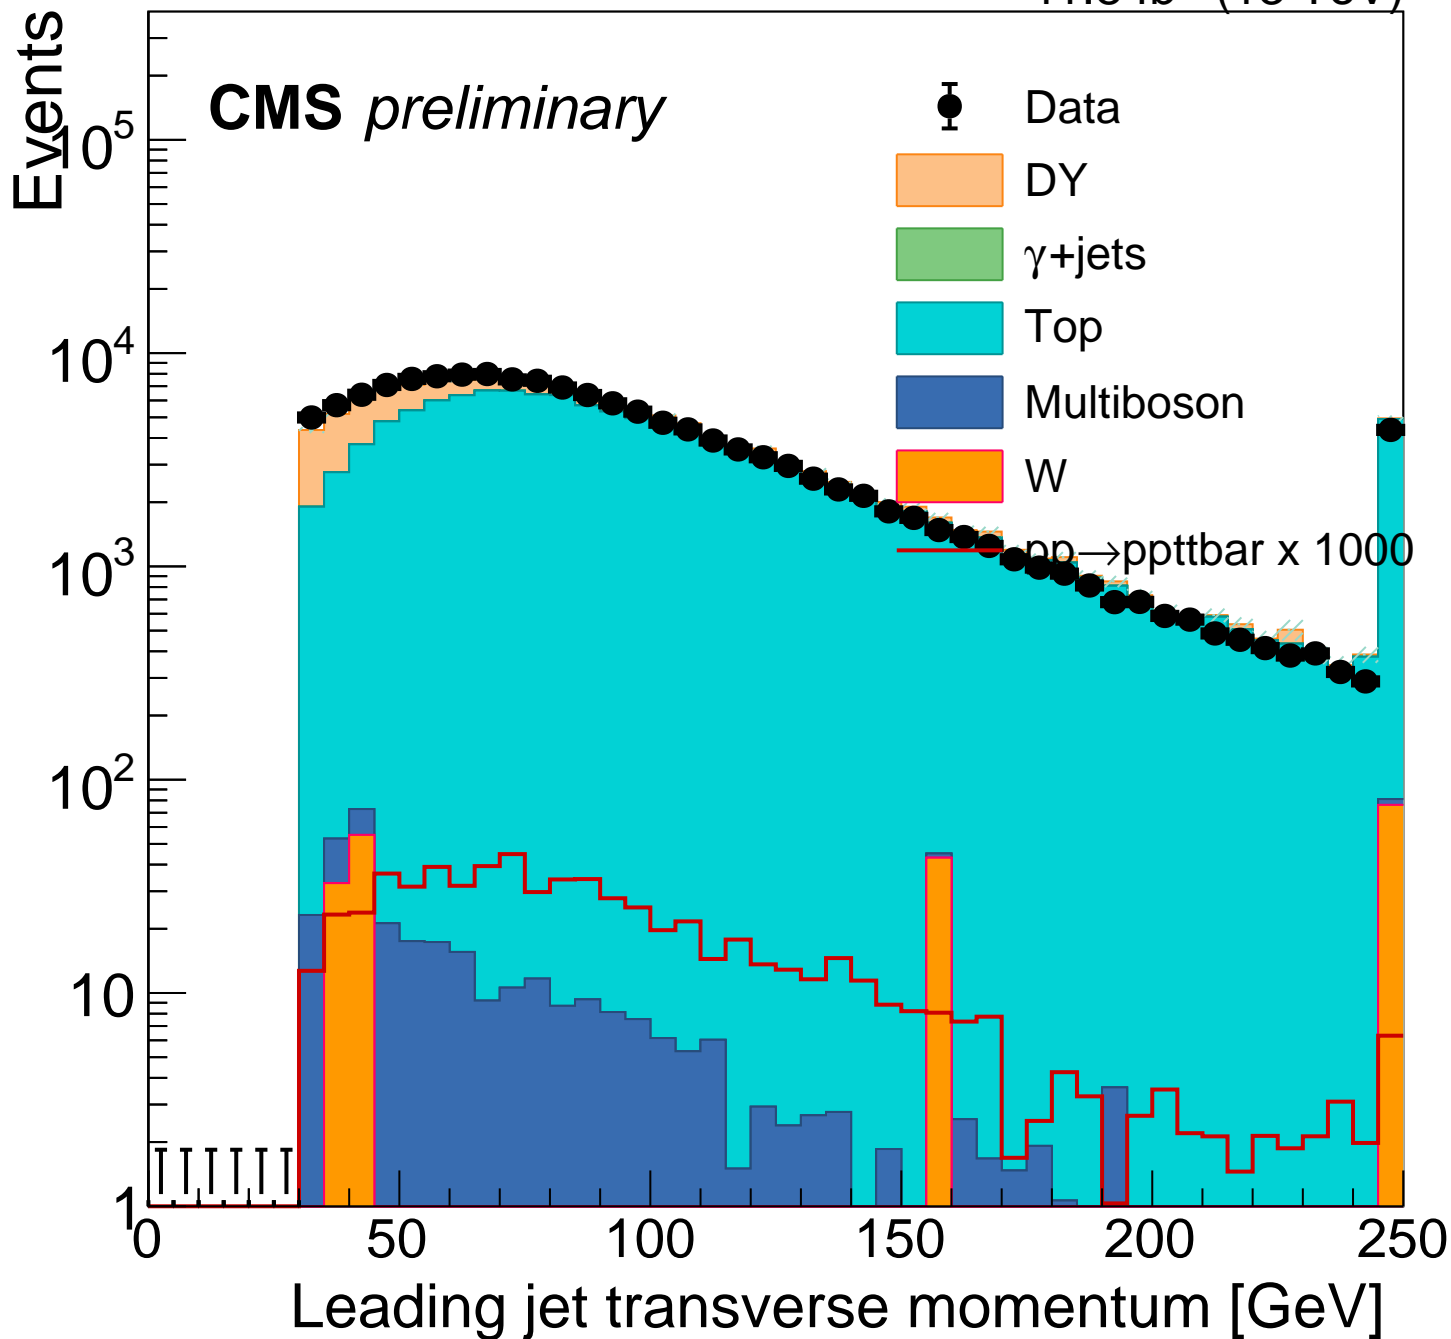 Events
CMS preliminary
Data
DY
γ+jets
Top
Multiboson
W
pp→ppttbar x 1000
10⁵
10⁴
10³
10²
10
1
0 50 100 150 200 250
Leading jet transverse momentum [GeV]